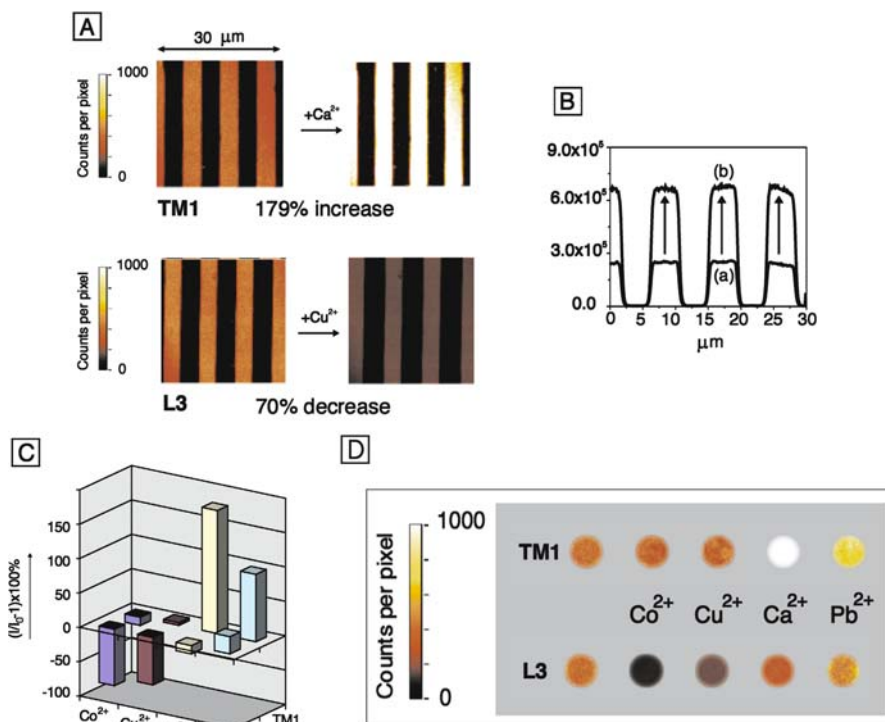 A
30 μm
1000
Counts per pixel
0
+Ca2+
TM1 179% increase
1000
Counts per pixel
0
+Cu2+
L3 70% decrease
B
9.0x10⁵
6.0x10⁵
3.0x10⁵
0.0
(b)
(a)
0 5 10 15 20 25 30
μm
C
(I/I0-1)x100%
150
100
50
0
-50
-100
Co2+
TM1
D
1000
Counts per pixel
0
TM1
Co2+ Cu2+ Ca2+ Pb2+
L3